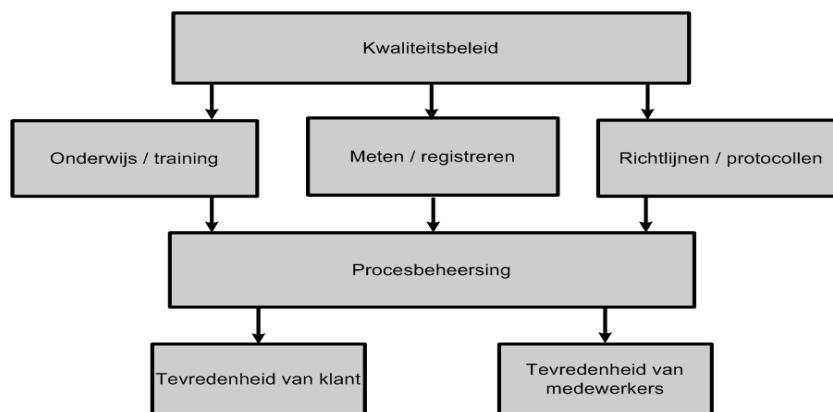 Kwaliteitsbeleid
Onderwijs / training
Meten / registreren
Richtlijnen / protocollen
Procesbeheersing
Tevredenheid van klant
Tevredenheid van
medewerkers